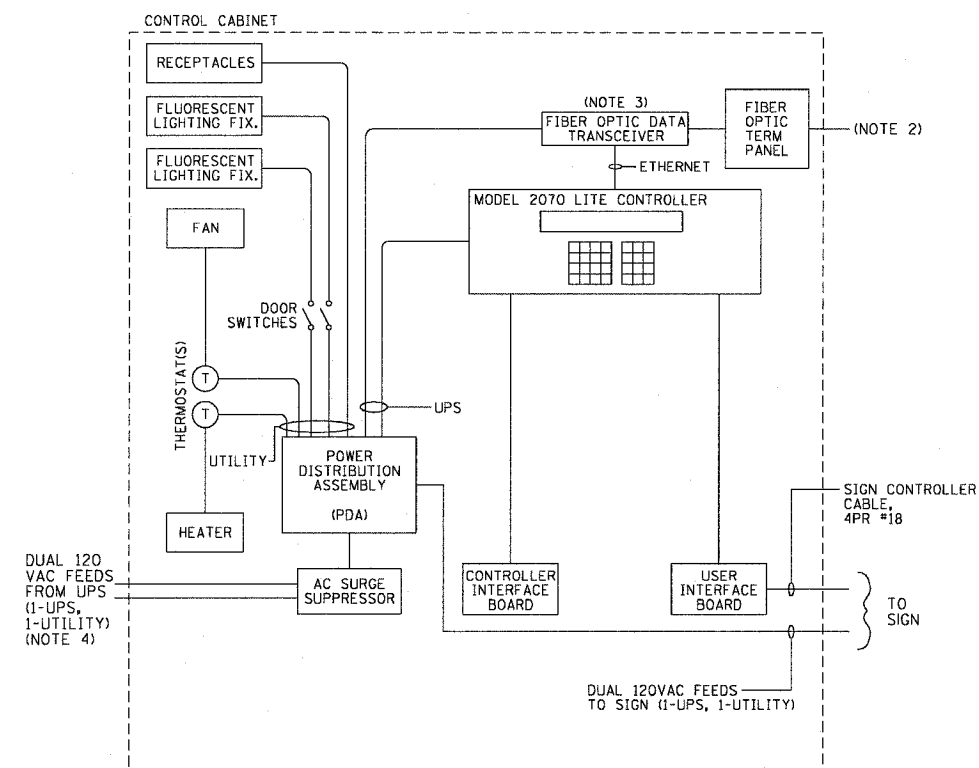 CONTROL CABINET
RECEPTACLES
FLUORESCENT
LIGHTING FIX.
FLUORESCENT
LIGHTING FIX.
FAN
DOOR
SWITCHES
THERMOSTAT(S)
T
T
UTILITY
HEATER
UPS
POWER
DISTRIBUTION
ASSEMBLY
(PDA)
AC SURGE
SUPPRESSOR
DUAL 120
VAC FEEDS
FROM UPS
(1-UPS,
1-UTILITY)
(NOTE 4)
(NOTE 3)
FIBER OPTIC DATA
TRANSCEIVER
FIBER
OPTIC
TERM
PANEL
(NOTE 2)
ETHERNET
MODEL 2070 LITE CONTROLLER
CONTROLLER
INTERFACE
BOARD
USER
INTERFACE
BOARD
SIGN CONTROLLER
CABLE,
4PR #18
TO
SIGN
DUAL 120VAC FEEDS
TO SIGN (1-UPS, 1-UTILITY)